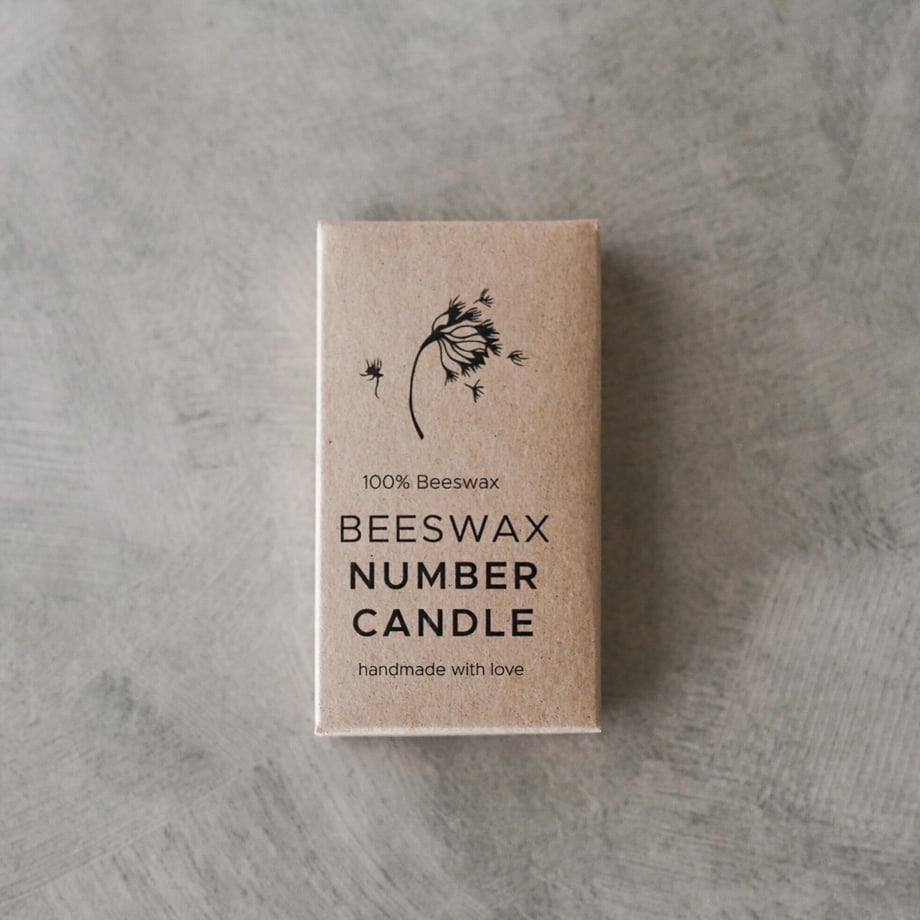 100% Beeswax
BEESWAX
NUMBER
CANDLE
handmade with love